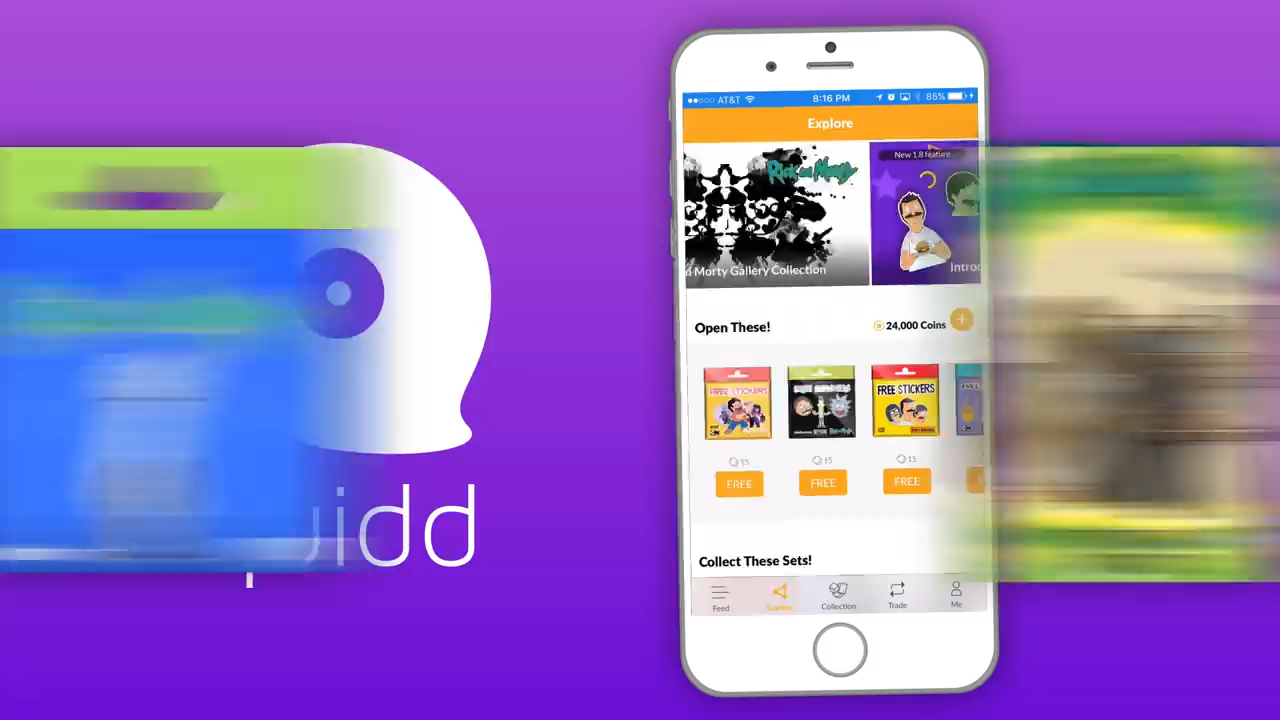 uidd
AT&T
8:16 PM
85%
Explore
Rick and Morty
New 1.8 feature
Morty Gallery Collection
Introd
Open These!
24,000 Coins
FREE STICKERS
FREE STICKERS
15
15
15
FREE
FREE
FREE
Collect These Sets!
Feed
Explore
Collection
Trade
Me